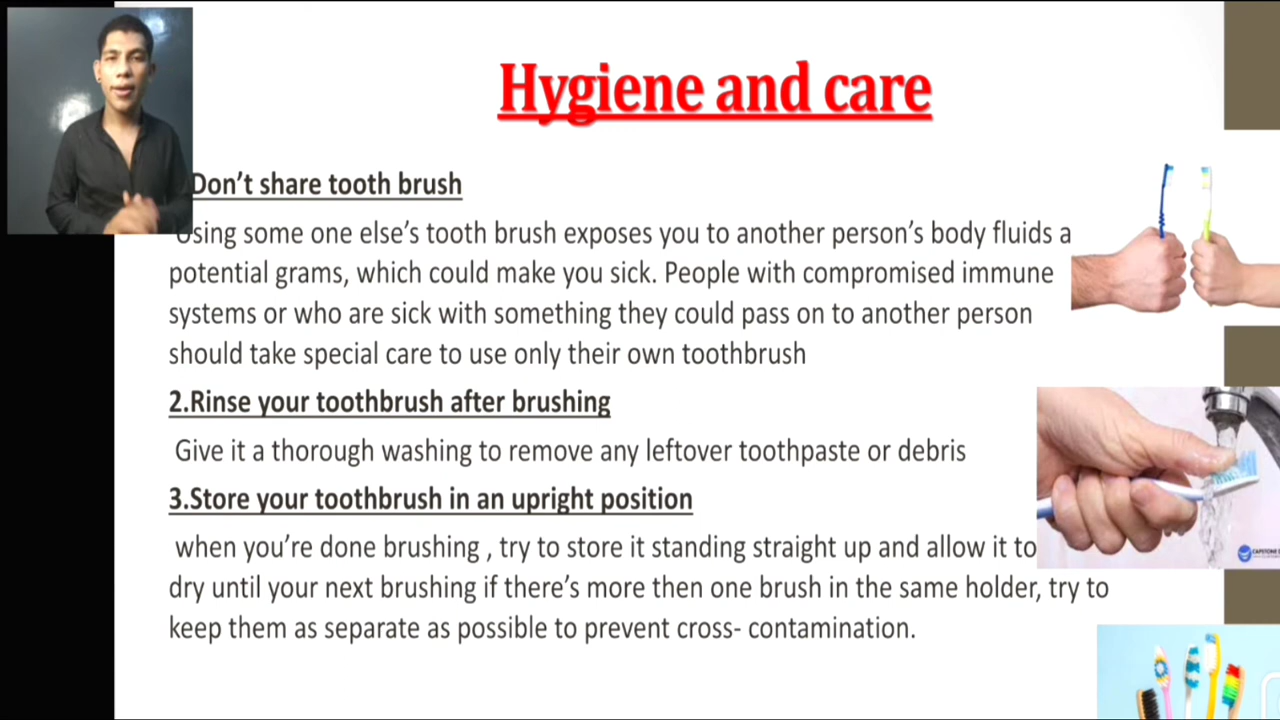 Hygiene and care
Don't share tooth brush
Using some one else's tooth brush exposes you to another person's body fluids a
potential grams, which could make you sick. People with compromised immune
systems or who are sick with something they could pass on to another person
should take special care to use only their own toothbrush
2.Rinse your toothbrush after brushing
Give it a thorough washing to remove any leftover toothpaste or debris
3.Store your toothbrush in an upright position
when you're done brushing , try to store it standing straight up and allow it to
dry until your next brushing if there's more then one brush in the same holder, try to
keep them as separate as possible to prevent cross- contamination.